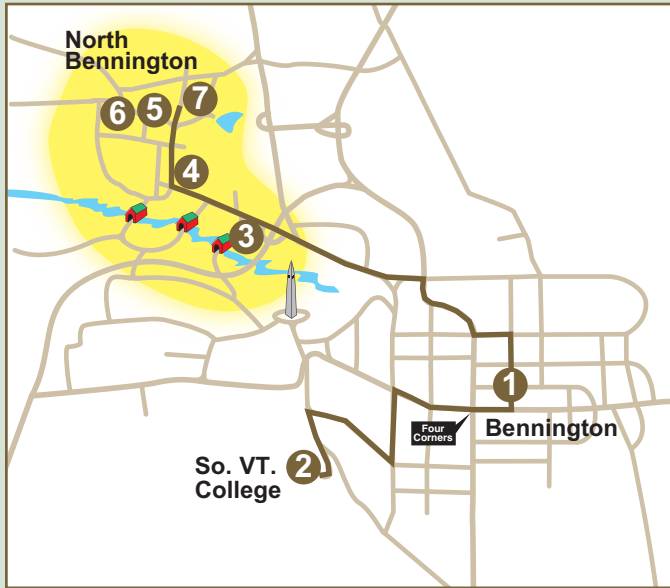 North
Bennington
6
5
7
4
3
1
Four
Corners
Bennington
So. VT.
College
2